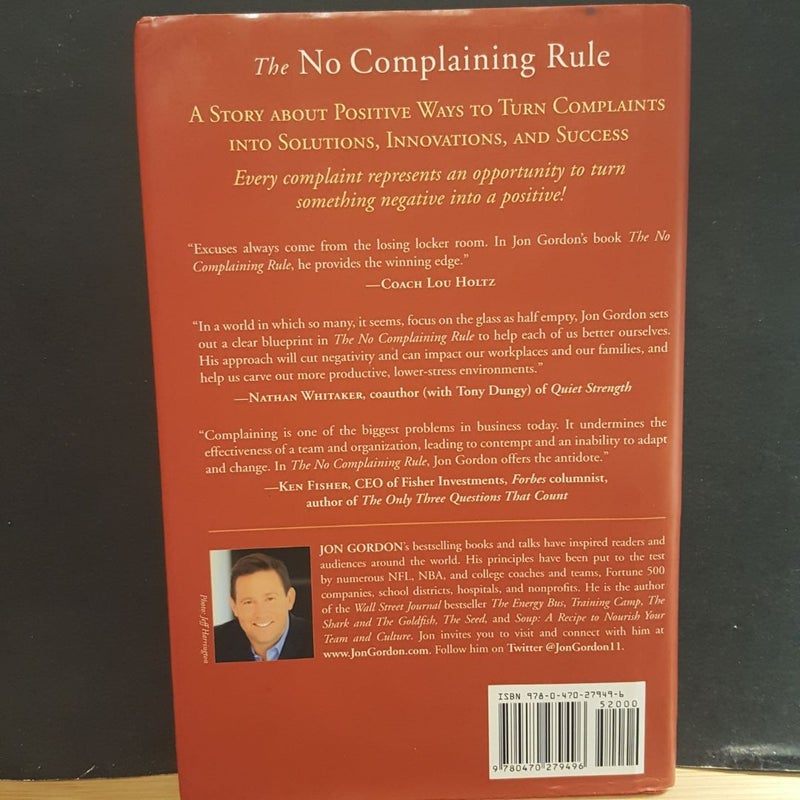 The No Complaining Rule
A Story about Positive Ways to Turn Complaints
into Solutions, Innovations, and Success
Every complaint represents an opportunity to turn
something negative into a positive!
“Excuses always come from the losing locker room. In Jon Gordon’s book The No
Complaining Rule, he provides the winning edge.”
—Coach Lou Holtz
“In a world in which so many, it seems, focus on the glass as half empty, Jon Gordon sets
out a clear blueprint in The No Complaining Rule to help each of us better ourselves.
His approach will cut negativity and can impact our workplaces and our families, and
help us carve out more productive, lower-stress environments.”
—Nathan Whitaker, coauthor (with Tony Dungy) of Quiet Strength
“Complaining is one of the biggest problems in business today. It undermines the
effectiveness of a team and organization, leading to contempt and an inability to adapt
and change. In The No Complaining Rule, Jon Gordon offers the antidote.”
—Ken Fisher, CEO of Fisher Investments, Forbes columnist,
author of The Only Three Questions That Count
JON GORDON’s bestselling books and talks have inspired readers and
audiences around the world. His principles have been put to the test
by numerous NFL, NBA, and college coaches and teams, Fortune 500
companies, school districts, hospitals, and nonprofits. He is the author
of the Wall Street Journal bestseller The Energy Bus, Training Camp, The
Shark and The Goldfish, The Seed, and Soup: A Recipe to Nourish Your
Team and Culture. Jon invites you to visit and connect with him at
www.JonGordon.com. Follow him on Twitter @JonGordon11.
Photo: Jeff Harrington
ISBN 978-0-470-27949-6
52000
9 780470 279496